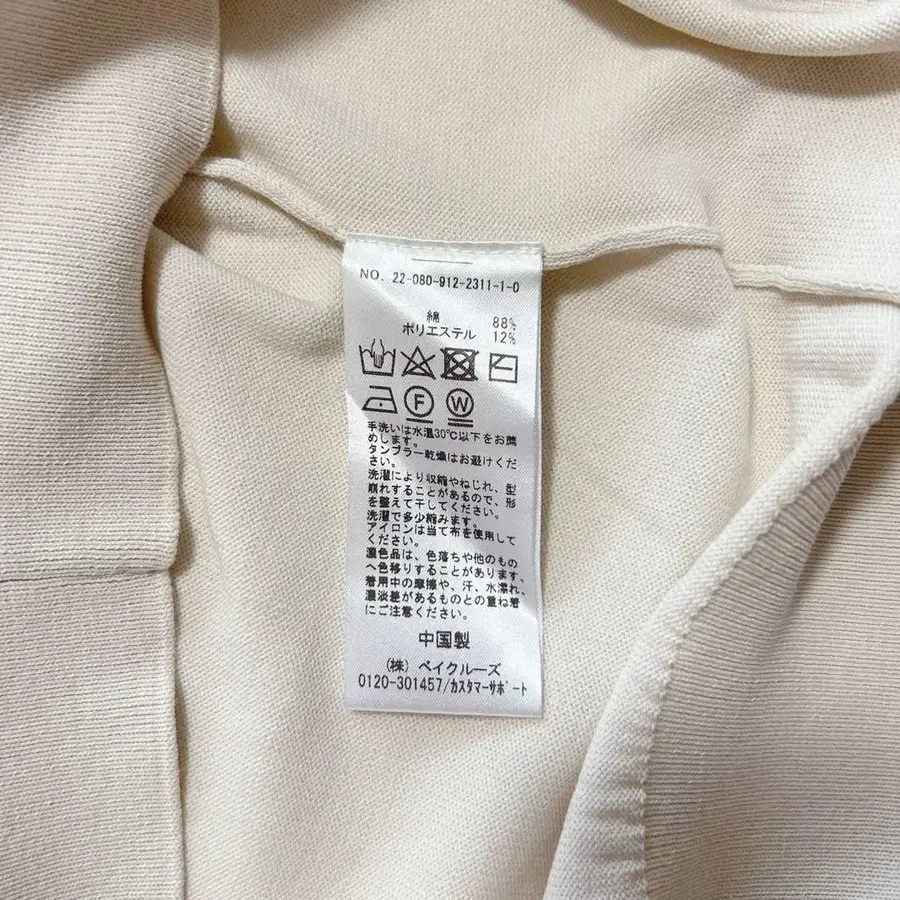 NO. 22-080-912-2311-1-0
綿 88%
ポリエステル 12%
F W
手洗いは水温30℃以下をお薦
めします。
タンブラー乾燥はお避けくだ
さい。
洗濯により収縮やねじれ、型
崩れすることがあるので、形
を整えて干してください。
洗濯で多少縮みます。
アイロンは当て布を使用して
ください。
濃色品は、色落ちや他のもの
へ色移りすることがあります。
着用中の摩擦や、汗、水濡れ、
濃淡差があるものとの重ね着
にご注意ください。
中国製
(株) ベイクルーズ
0120-301457/カスタマーサポート